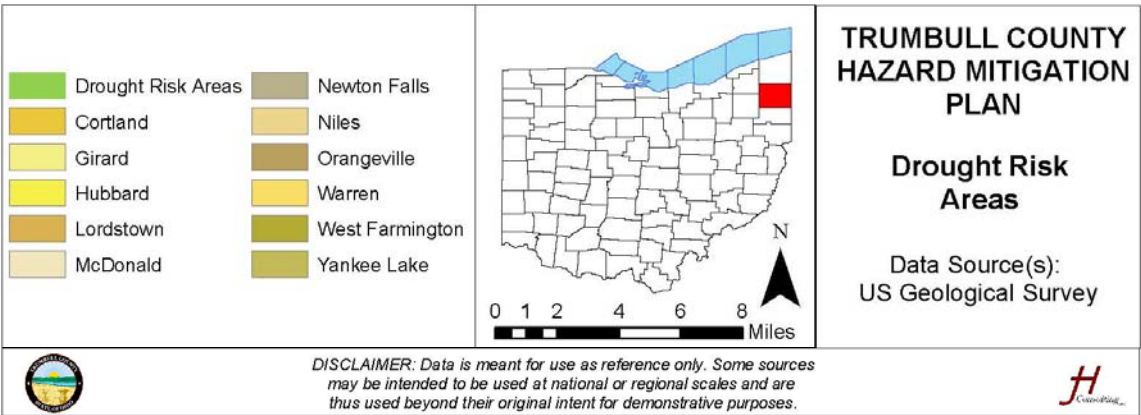 Drought Risk Areas
Cortland
Girard
Hubbard
Lordstown
McDonald
Newton Falls
Niles
Orangeville
Warren
West Farmington
Yankee Lake
N
0 1 2 4 6 8
Miles
TRUMBULL COUNTY
HAZARD MITIGATION
PLAN
Drought Risk
Areas
Data Source(s):
US Geological Survey
DISCLAIMER: Data is meant for use as reference only. Some sources
may be intended to be used at national or regional scales and are
thus used beyond their original intent for demonstrative purposes.
JH
Consulting